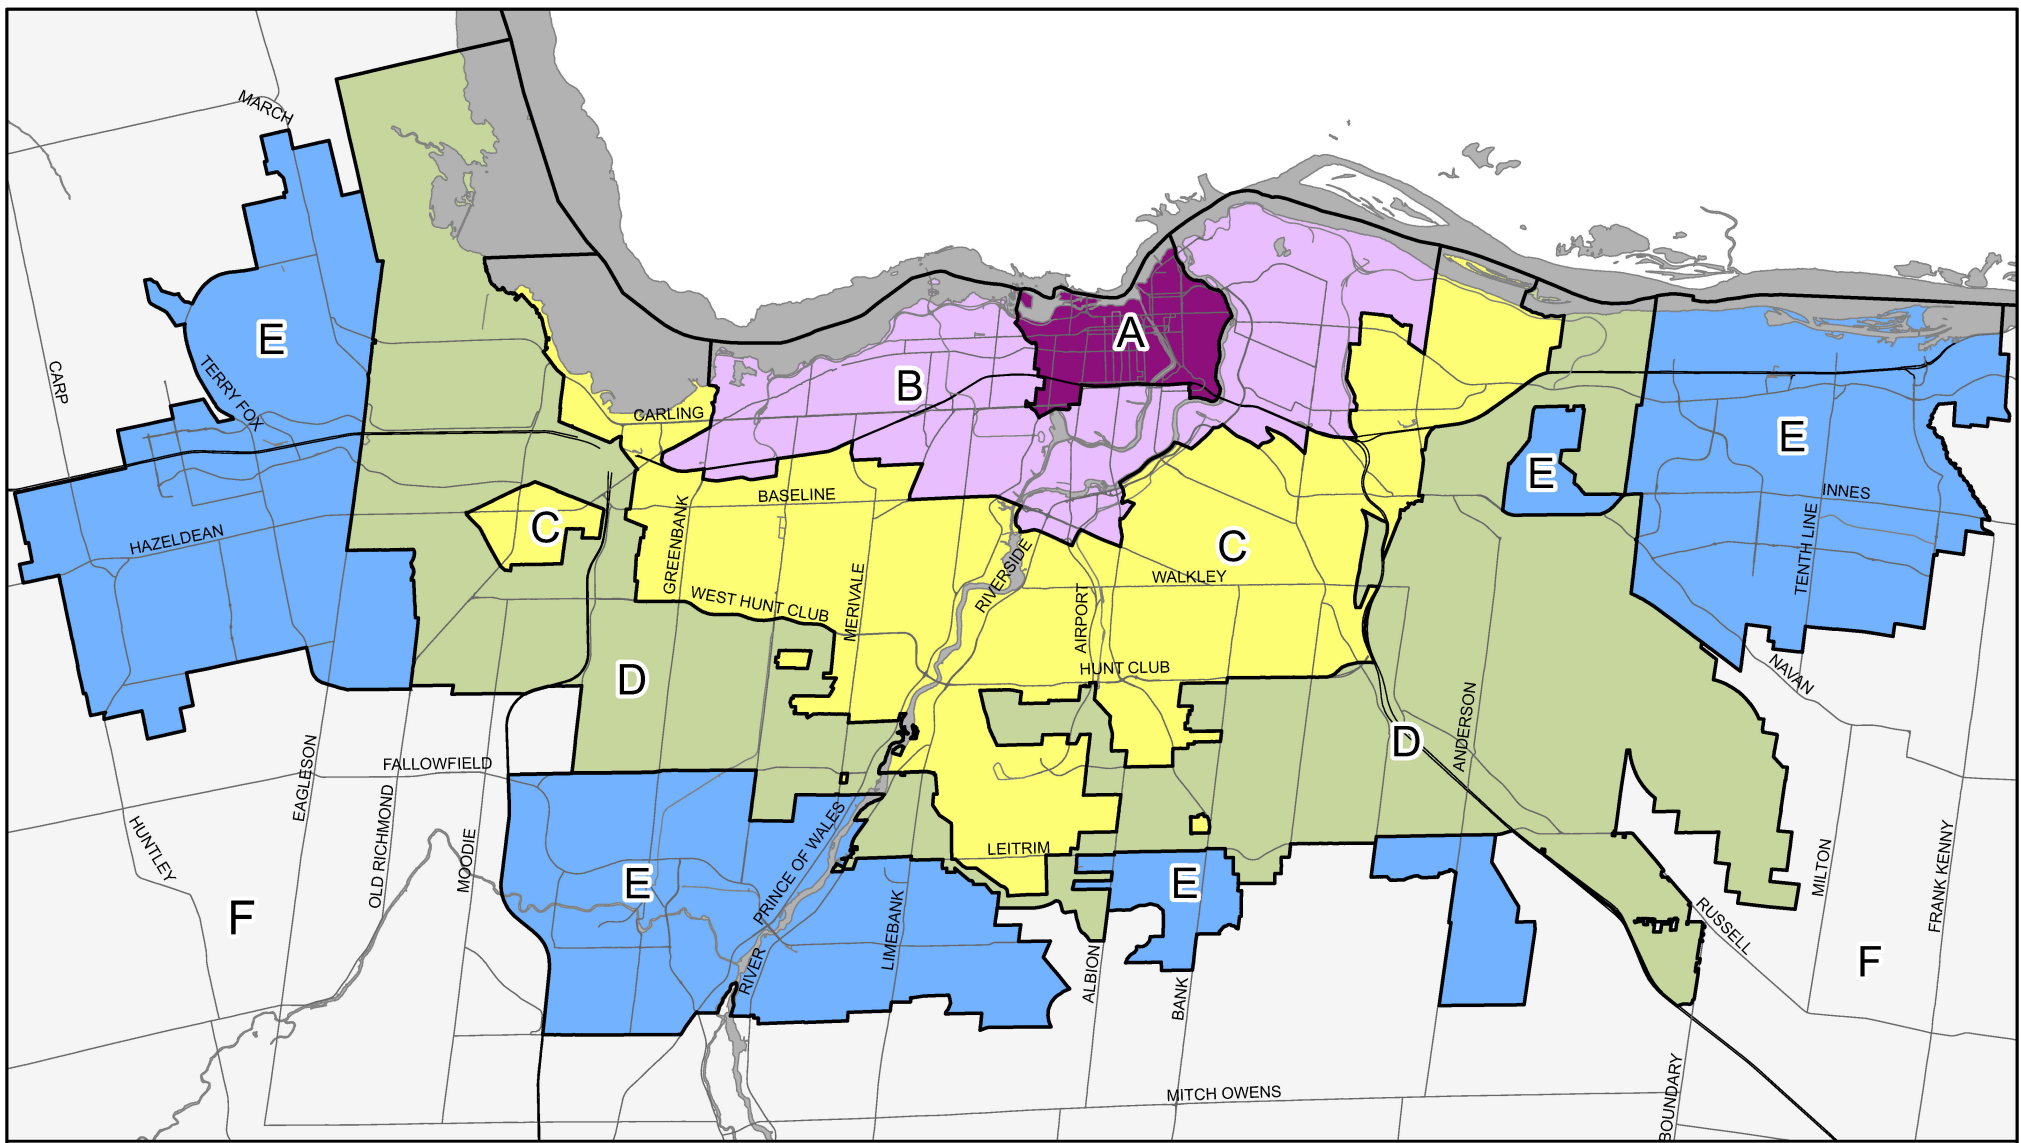 MARCH
E
A
TERRY FOX
CARP
B
CARLING
E
E
BASELINE
INNES
C
HAZELDEAN
GREENBANK
C
TENTH LINE
RIVERSIDE
WALKLEY
WEST HUNT CLUB
MERIVALE
AIRPORT
HUNT CLUB
D
NAVAN
ANDERSON
D
EAGLESON
FALLOWFIELD
OLD RICHMOND
HUNTLEY
MOODIE
PRINCE OF WALES
LEITRIM
MILTON
FRANK KENNY
E
E
F
LIMEBANK
RUSSELL
RIVER
ALBION
BANK
F
MITCH OWENS
BOUNDARY